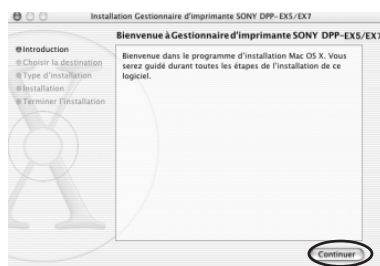 Installation Gestionnaire d'imprimante SONY DPP-EX5/EX7
Bienvenue à Gestionnaire d'imprimante SONY DPP-EX5/EX7
Introduction
Choisir la destination
Type d'installation
Installation
Terminer l'installation
Bienvenue dans le programme d'installation Mac OS X. Vous
serez guidé durant toutes les étapes de l'installation de ce
logiciel.
Continuer